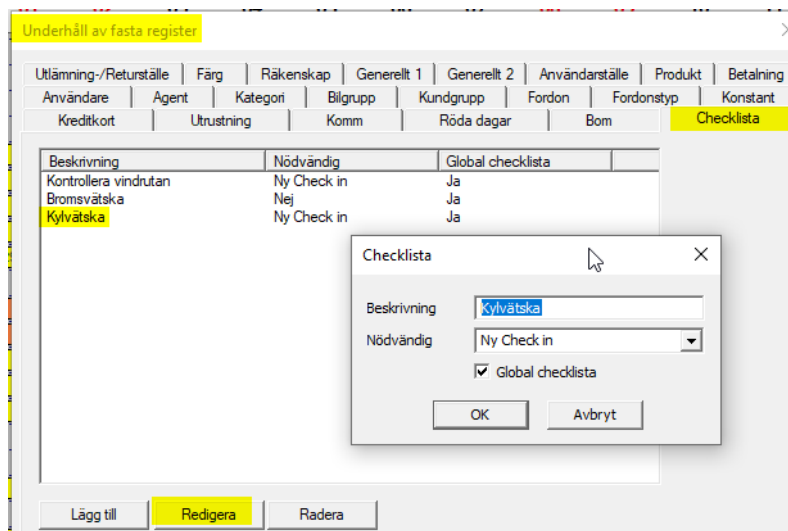 Underhåll av fasta register
Utlämning-/Returställe Färg Räkenskap Generellt 1 Generellt 2 Användarställe Produkt Betalning
Användare Agent Kategori Bilgrupp Kundgrupp Fordon Fordonstyp Konstant
Kreditkort Utrustning Komm Röda dagar Bom Checklista
Beskrivning Nödvändig Global checklista
Kontrollera vindrutan Ny Check in Ja
Bromsvätska Nej Ja
Kylvätska Ny Check in Ja
Checklista
Beskrivning Kylvätska
Nödvändig Ny Check in
Global checklista
OK Avbryt
Lägg till Redigera Radera